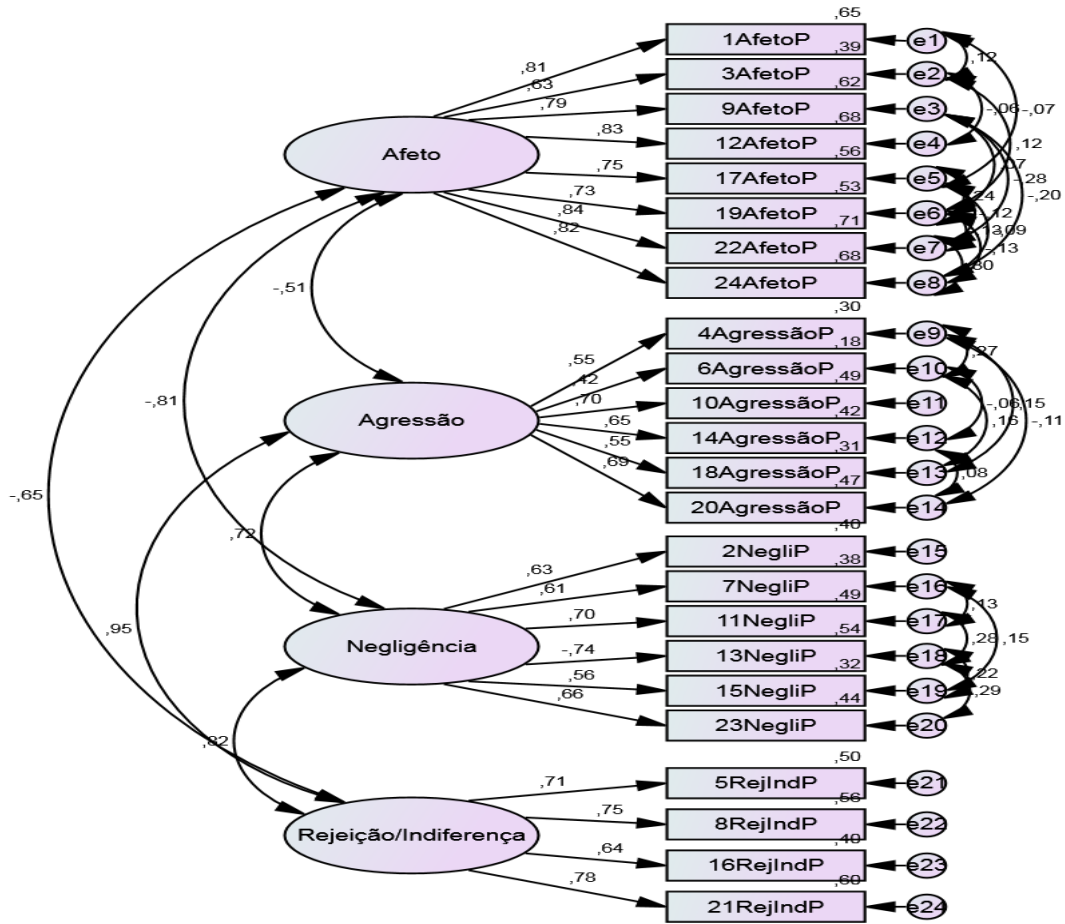 ,65
1AfetoP
,39
3AfetoP
,62
9AfetoP
,68
12AfetoP
,56
17AfetoP
,53
19AfetoP
,71
22AfetoP
,68
24AfetoP
,81
,63
,79
,83
,75
,73
,84
,82
Afeto
e1
e2
e3
e4
e5
e6
e7
e8
,12
-,06
-,07
,12
,28
-,20
-,13
,30
4AgressãoP
,18
6AgressãoP
,49
10AgressãoP
,42
14AgressãoP
,31
18AgressãoP
,47
20AgressãoP
,30
,55
,42
,70
,65
,55
,69
Agressão
e9
e10
e11
e12
e13
e14
,27
-,06
,15
,16
-,11
,08
,40
2NegliP
,38
7NegliP
,49
11NegliP
,54
13NegliP
,32
15NegliP
,44
23NegliP
,63
,61
,70
-,74
,56
,66
Negligência
e15
e16
e17
e18
e19
e20
,13
,28
,15
,22
,29
,50
5RejIndP
,56
8RejIndP
,40
16RejIndP
,60
21RejIndP
,71
,75
,64
,78
Rejeição/Indiferença
e21
e22
e23
e24
-,51
-,81
-,65
,72
,95
,82